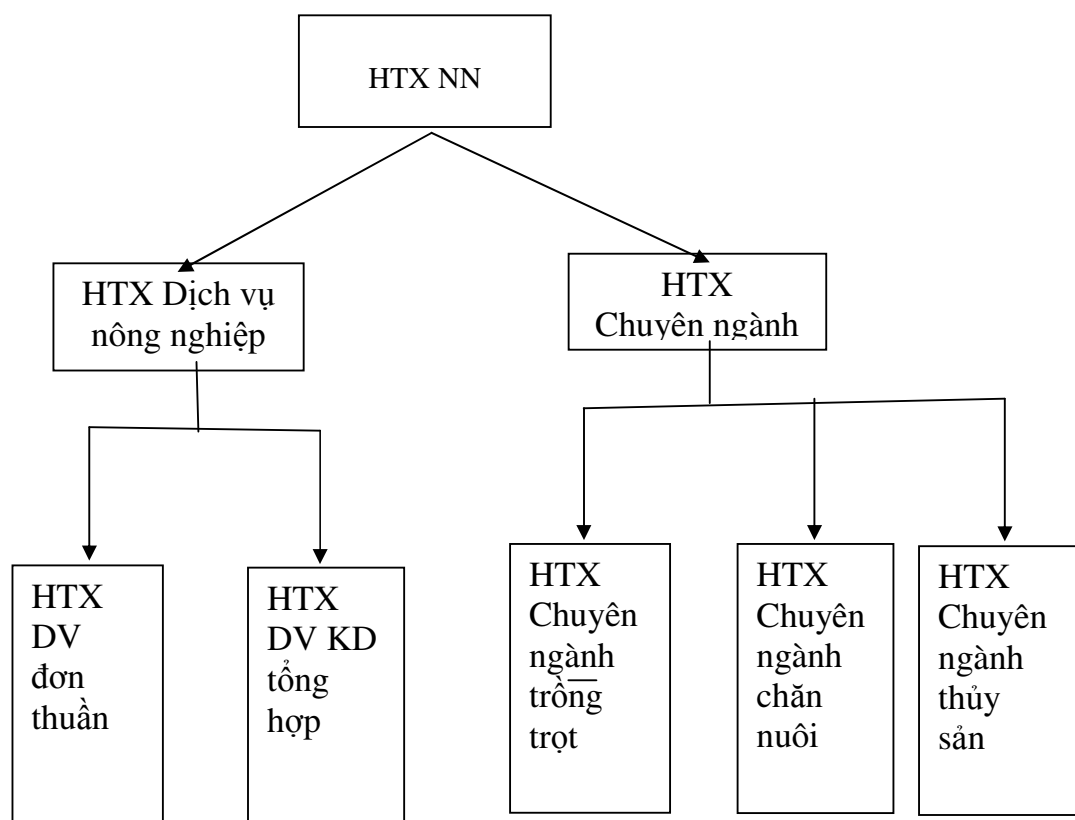 HTX NN
HTX Dịch vụ
nông nghiệp
HTX
Chuyên ngành
HTX
DV
đơn
thuần
HTX
DV KD
tổng
hợp
HTX
Chuyên
ngành
trồng
trọt
HTX
Chuyên
ngành
chăn
nuôi
HTX
Chuyên
ngành
thủy
sản